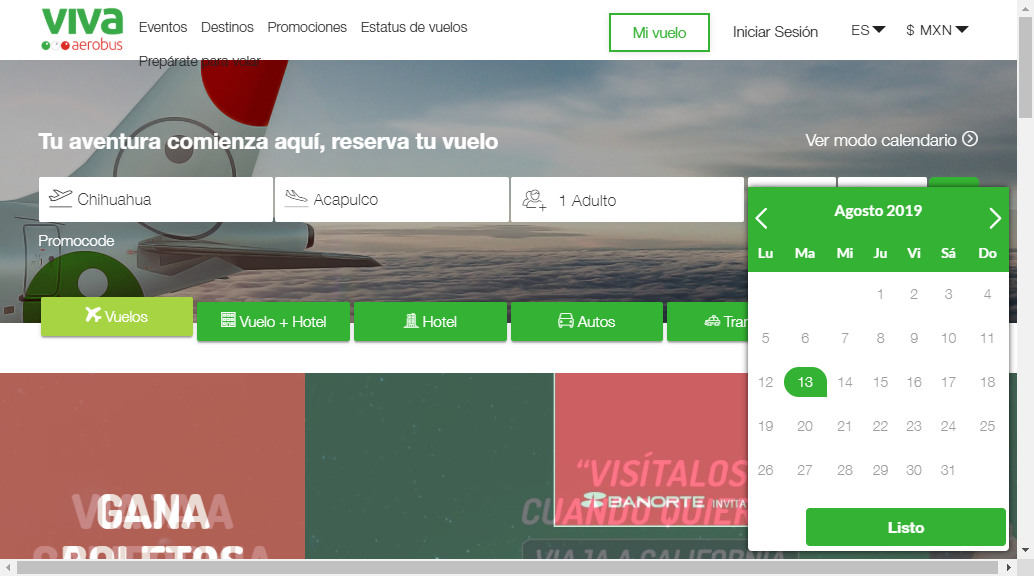 viva
aerobus
Eventos Destinos Promociones Estatus de vuelos
Prepárate para volar
Mi vuelo
Iniciar Sesión
ES
$ MXN
Tu aventura comienza aquí, reserva tu vuelo
Ver modo calendario
Chihuahua
Acapulco
1 Adulto
Promocode
Vuelos
Vuelo + Hotel
Hotel
Autos
Agosto 2019
Lu Ma Mi Ju Vi Sá Do
1 2 3 4
5 6 7 8 9 10 11
12 13 14 15 16 17 18
19 20 21 22 23 24 25
26 27 28 29 30 31
Listo
"VISÍTALOS
BANORTE INVITA
CUANDO QUIER
GANA
BOLETOS
VIAJA A CALIFORNIA